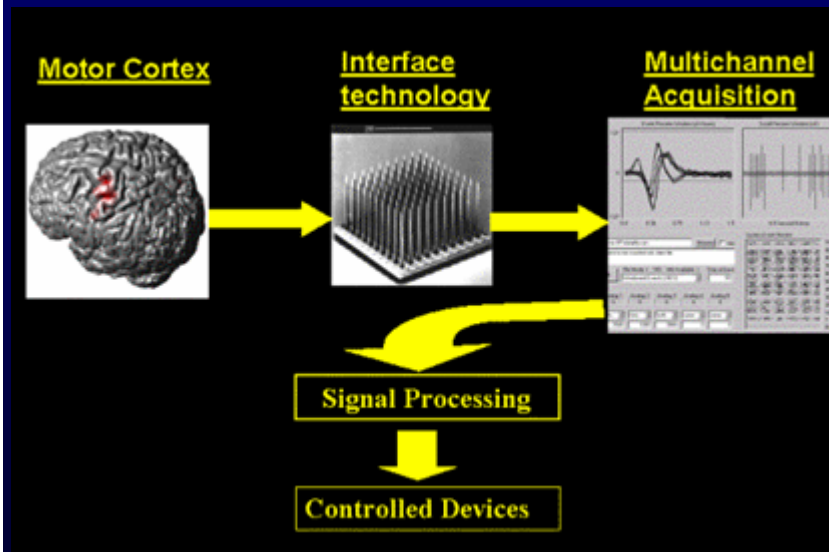 Motor Cortex
Interface
technology
Multichannel
Acquisition
Signal Processing
Controlled Devices